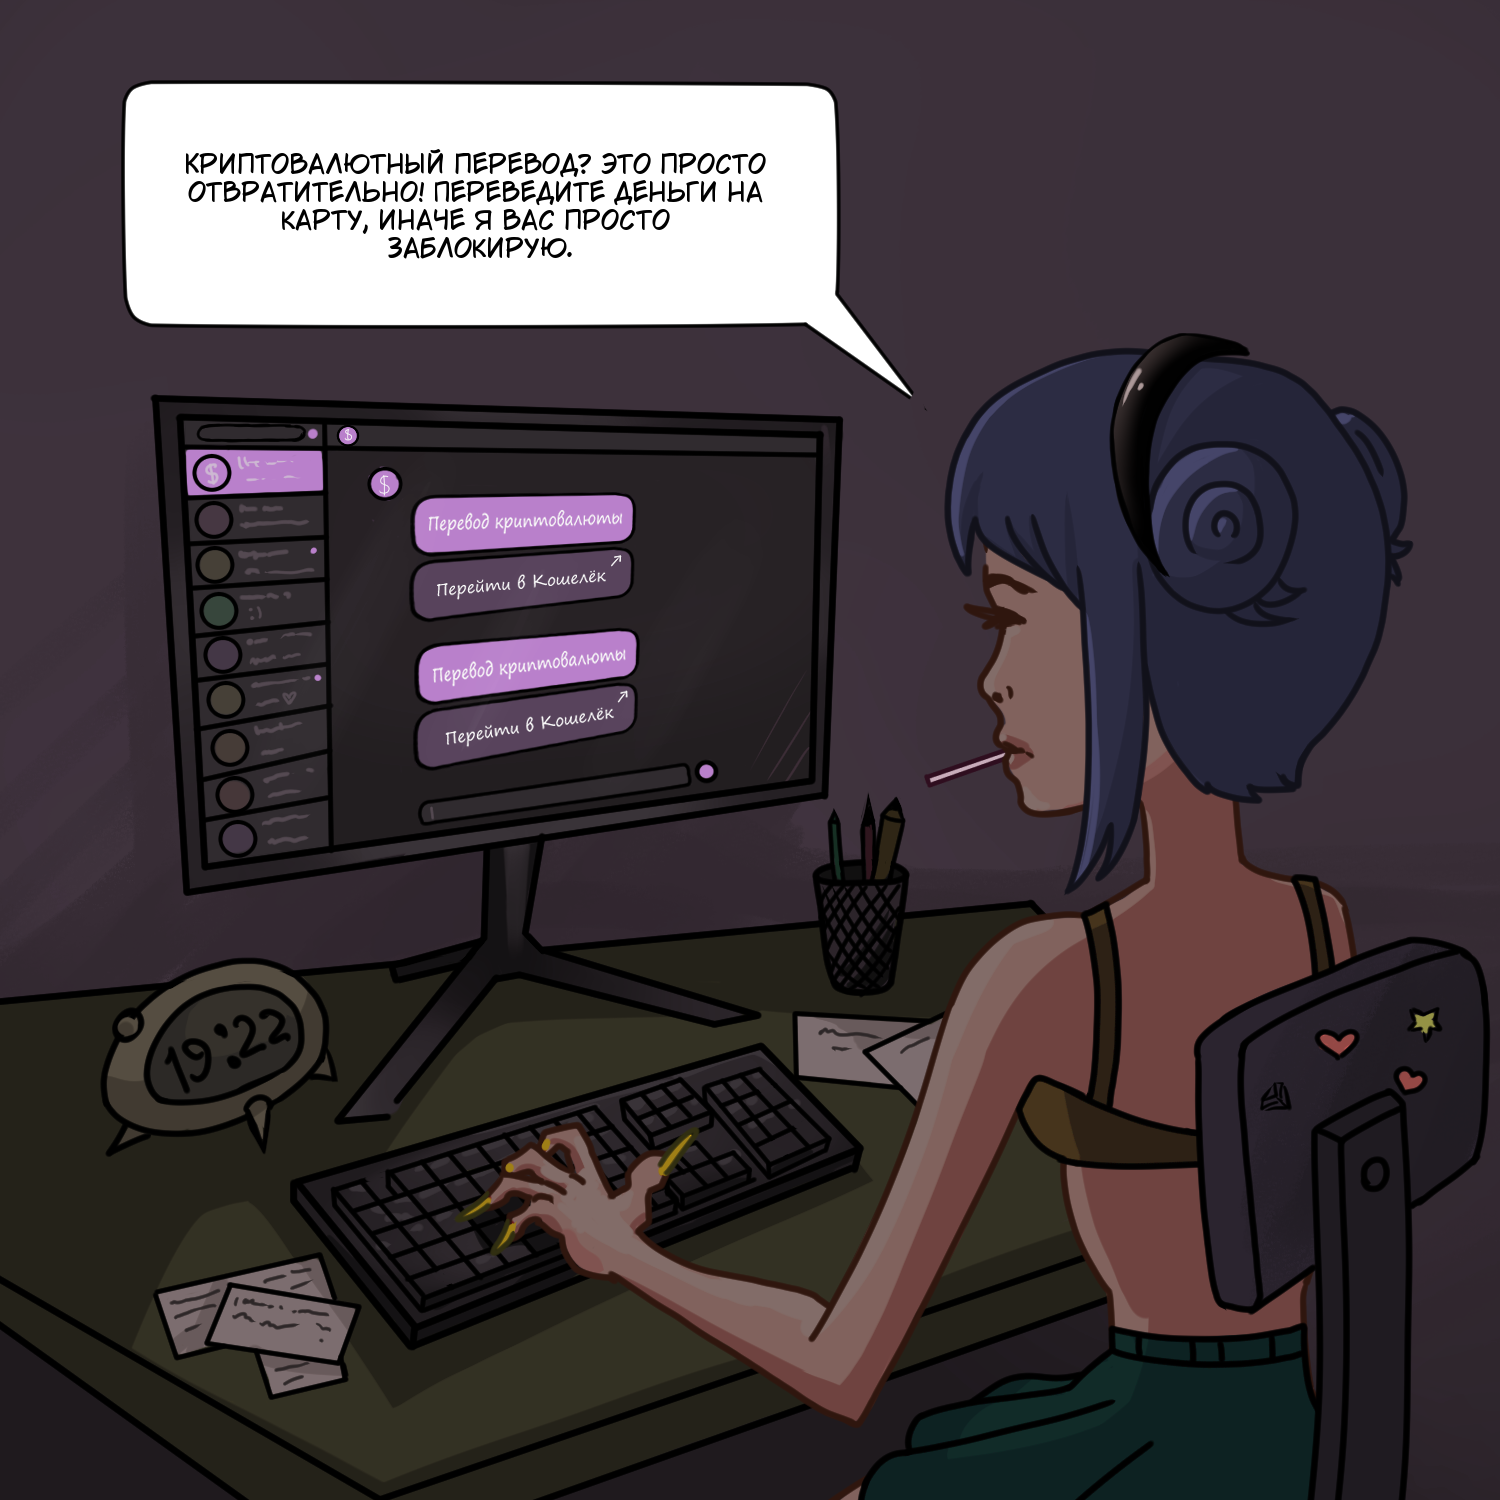 КРИПТОВАЛЮТНЫЙ ПЕРЕВОД? ЭТО ПРОСТО
ОТВРАТИТЕЛЬНО! ПЕРЕВЕДИТЕ ДЕНЬГИ НА
КАРТУ, ИНАЧЕ Я ВАС ПРОСТО
ЗАБЛОКИРУЮ.
$
$
$
Перевод криптовалюты
Перейти в Кошелёк
:)
Перевод криптовалюты
Перейти в Кошелёк
19:22